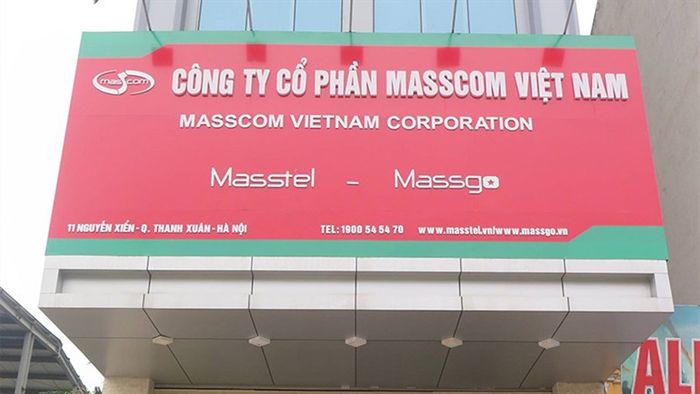 masscom
CÔNG TY CỔ PHẦN MASSCOM VIỆT NAM
MASSCOM VIETNAM CORPORATION
Masstel - Massgo
11 NGUYỄN XIỂN - Q. THANH XUÂN - HÀ NỘI TEL: 1900 54 54 70 www.masstel.vn/www.massgo.vn